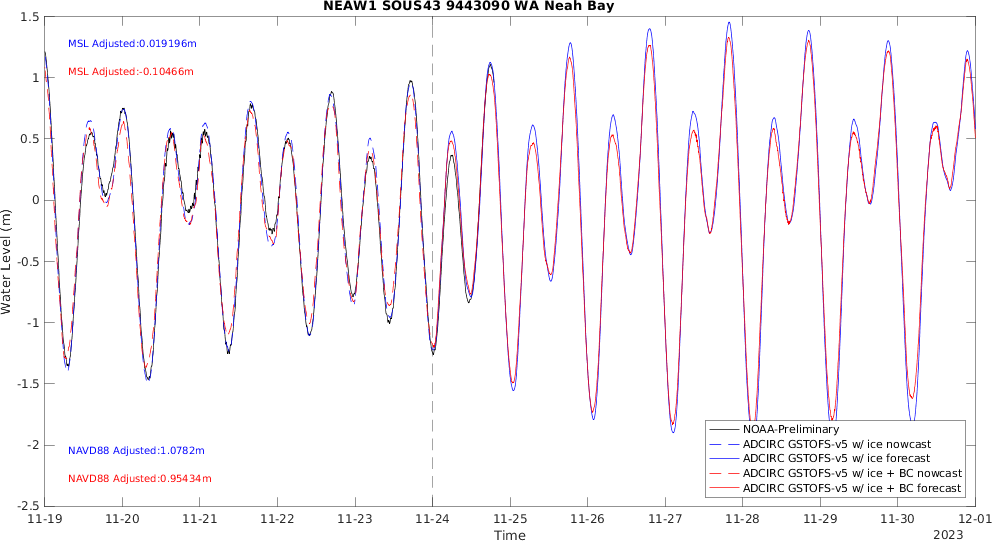 NEAW1 SOUS43 9443090 WA Neah Bay
1.5
MSL Adjusted:0.019196m
MSL Adjusted:-0.10466m
1
0.5
0
Water Level (m)
-0.5
-1
-1.5
-2
-2.5
NAVD88 Adjusted:1.0782m
NAVD88 Adjusted:0.95434m
NOAA-Preliminary
ADCIRC GSTOFS-v5 w/ ice nowcast
ADCIRC GSTOFS-v5 w/ ice forecast
ADCIRC GSTOFS-v5 w/ ice + BC nowcast
ADCIRC GSTOFS-v5 w/ ice + BC forecast
11-19 11-20 11-21 11-22 11-23 11-24 11-25 11-26 11-27 11-28 11-29 11-30 12-01
Time
2023